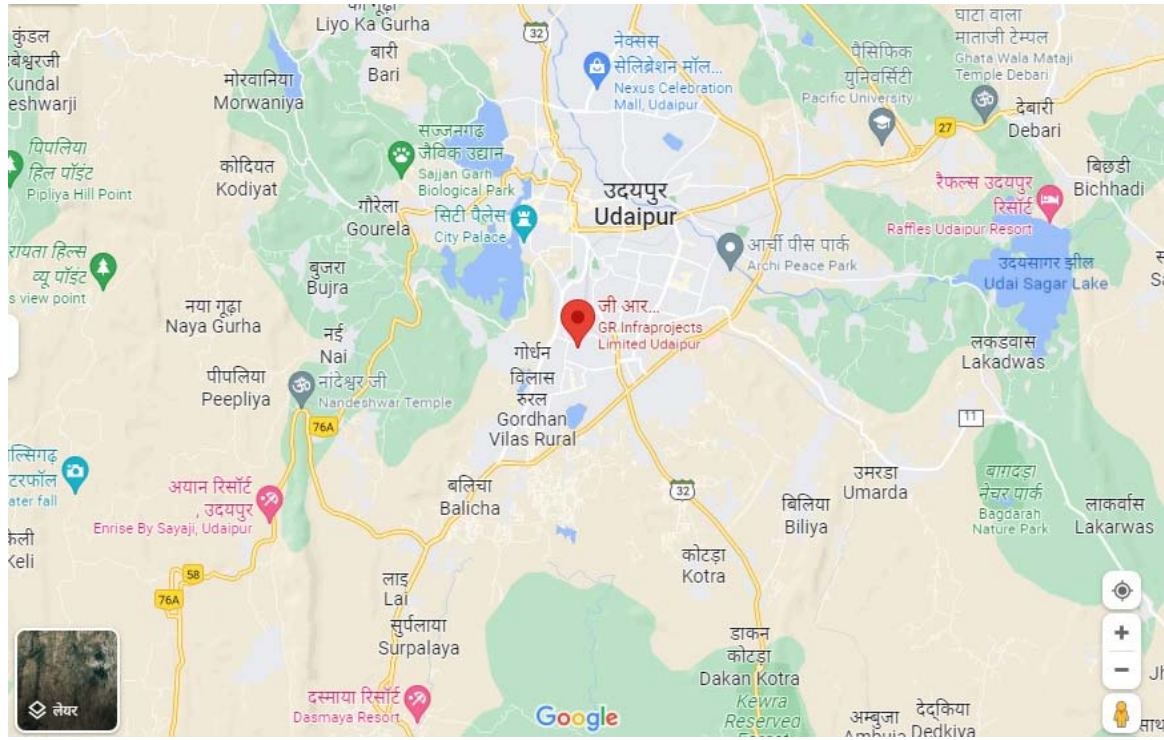 Liyo Ka Gurha
32
घाटा वाला
माताजी टेम्पल
Ghata Wala Mataji
Temple Debari
कुंडल
Kundal
बारी
Bari
नेक्सस
सेलिब्रेशन मॉल...
Nexus Celebration
Mall, Udaipur
पैसिफिक
युनिवर्सिटी
Pacific University
मोरवानिया
Morwaniya
देबारी
Debari
27
पिपलिया
हिल पॉइंट
Pipliya Hill Point
कोदियत
Kodiyat
सज्जनगढ़
जैविक उद्यान
Sajjan Garh
Biological Park
उदयपुर
Udaipur
बिछडी
Bichhadi
रैफल्स उदयपुर
रिसॉर्ट
Raffles Udaipur Resort
गौरेला
Gourela
सिटी पैलेस
City Palace
आर्ची पीस पार्क
Archi Peace Park
व्यू पॉइंट
s view point
बुजरा
Bujra
उदयसागर झील
Udai Sagar Lake
नया गूढ़ा
Naya Gurha
जी आर...
GR Infraprojects
Limited Udaipur
नई
Nai
गोर्धन
विलास
रुरल
Gordhan
Vilas Rural
लकडवास
Lakadwas
पीपलिया
Peepliya
नांदेश्वर जी
Nandeshwar Temple
76A
11
अयान रिसॉर्ट
, उदयपुर
Enrise By Sayaji, Udaipur
बलिचा
Balicha
32
उमरडा
Umarda
बिलिया
Biliya
बागदड़ा
नेचर पार्क
Bagdarah
Nature Park
लाकर्वास
Lakarwas
केली
Keli
58
76A
कोटड़ा
Kotra
लाइ
Lai
सुर्पलाया
Surpalaya
डाकन
कोटड़ा
Dakan Kotra
Kewra
Reserved
दस्माया रिसॉर्ट
Dasmaya Resort
लेयर
Google
अम्बुजा
देद्किया
Dedkiya